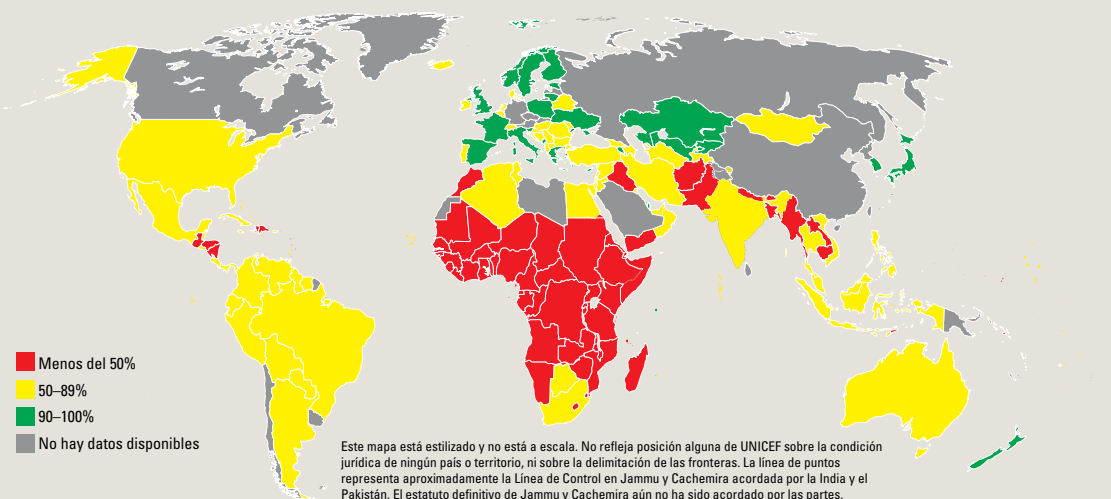 Menos del 50%
50–89%
90–100%
No hay datos disponibles
Este mapa está estilizado y no está a escala. No refleja posición alguna de UNICEF sobre la condición
jurídica de ningún país o territorio, ni sobre la delimitación de las fronteras. La línea de puntos
representa aproximadamente la Línea de Control en Jammu y Cachemira acordada por la India y el
Pakistán. El estatuto definitivo de Jammu y Cachemira aún no ha sido acordado por las partes.